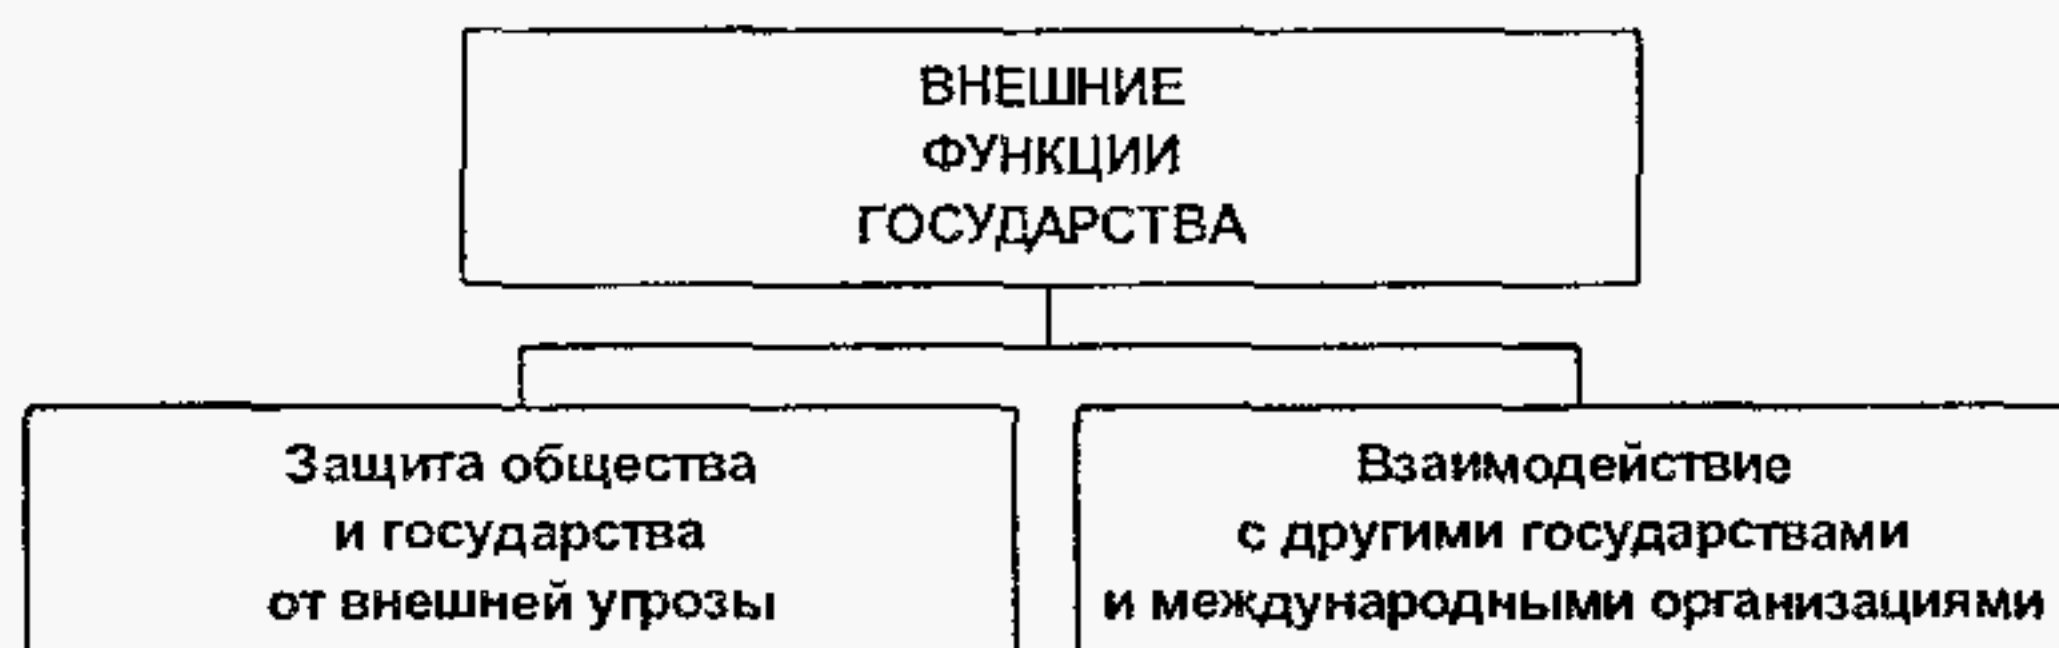 ВНЕШНИЕ
ФУНКЦИИ
ГОСУДАРСТВА
Защита общества
и государства
от внешней угрозы
Взаимодействие
с другими государствами
и международными организациями